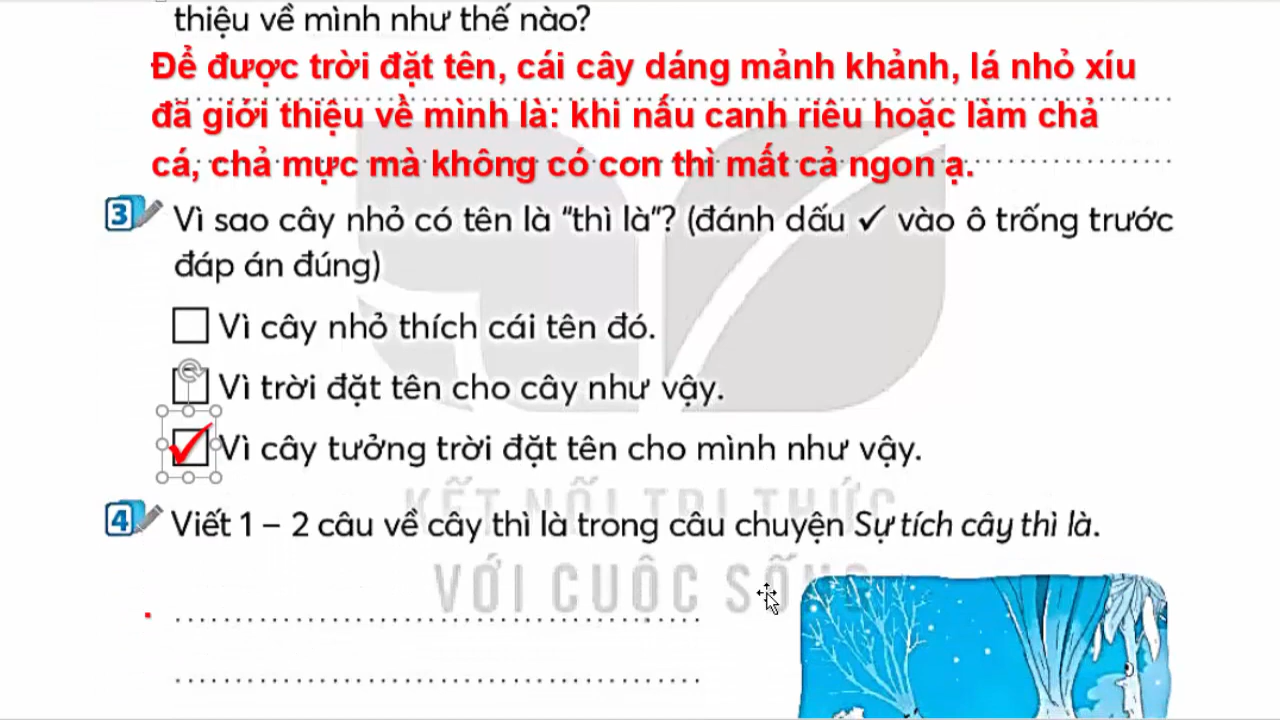 thiệu về mình như thế nào?
Để được trời đặt tên, cái cây dáng mảnh khảnh, lá nhỏ xíu
đã giới thiệu về mình là: khi nấu canh riêu hoặc làm chả
cá, chả mực mà không có con thì mất cả ngon ạ.
3 Vì sao cây nhỏ có tên là “thì là”? (đánh dấu ✓ vào ô trống trước
đáp án đúng)
Vì cây nhỏ thích cái tên đó.
Vì trời đặt tên cho cây như vậy.
Vì cây tưởng trời đặt tên cho mình như vậy.
KẾT NỐI TRI THỨC
4 Viết 1 – 2 câu về cây thì là trong câu chuyện Sự tích cây thì là.
VỚI CUỘC SỐNG